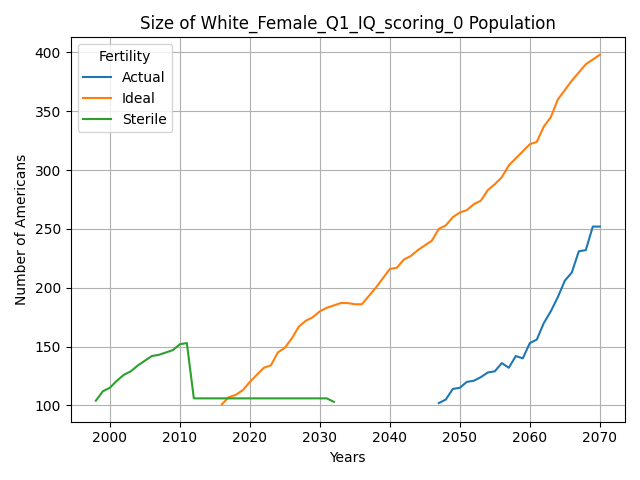 Size of White_Female_Q1_IQ_scoring_0 Population
Fertility
Actual
Ideal
Sterile
Number of Americans
400
350
300
250
200
150
100
2000 2010 2020 2030 2040 2050 2060 2070
Years